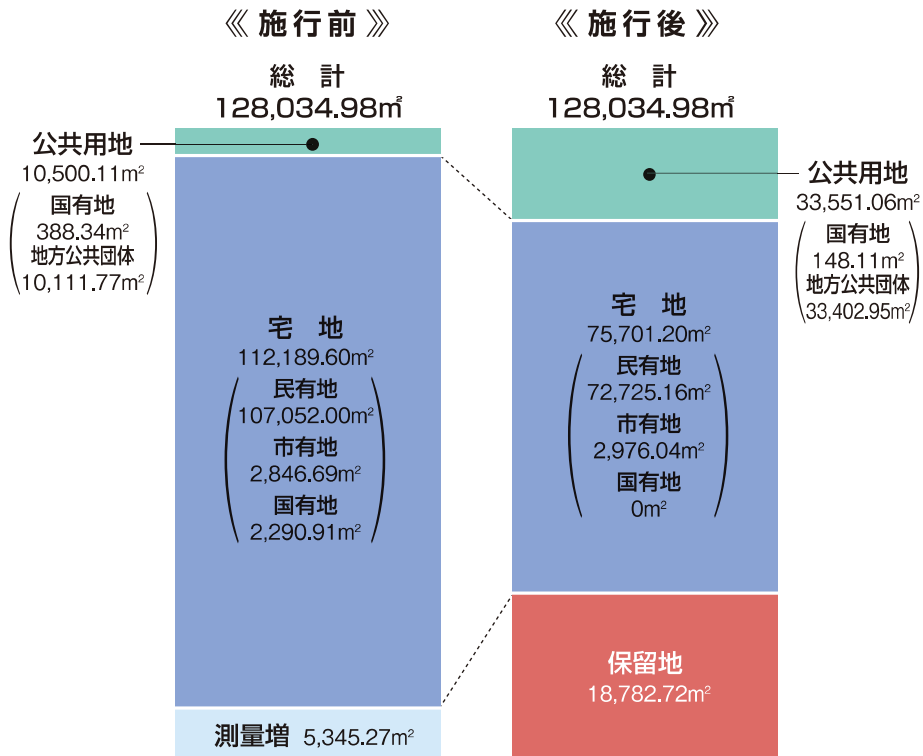 《 施行前 》
総 計
128,034.98㎡
公共用地
10,500.11m²
国有地
388.34m²
地方公共団体
10,111.77m²
宅 地
112,189.60m²
民有地
107,052.00m²
市有地
2,846.69m²
国有地
2,290.91m²
測量増 5,345.27m²
《 施行後 》
総 計
128,034.98㎡
公共用地
33,551.06m²
国有地
148.11m²
地方公共団体
33,402.95m²
宅 地
75,701.20m²
民有地
72,725.16m²
市有地
2,976.04m²
国有地
0m²
保留地
18,782.72m²